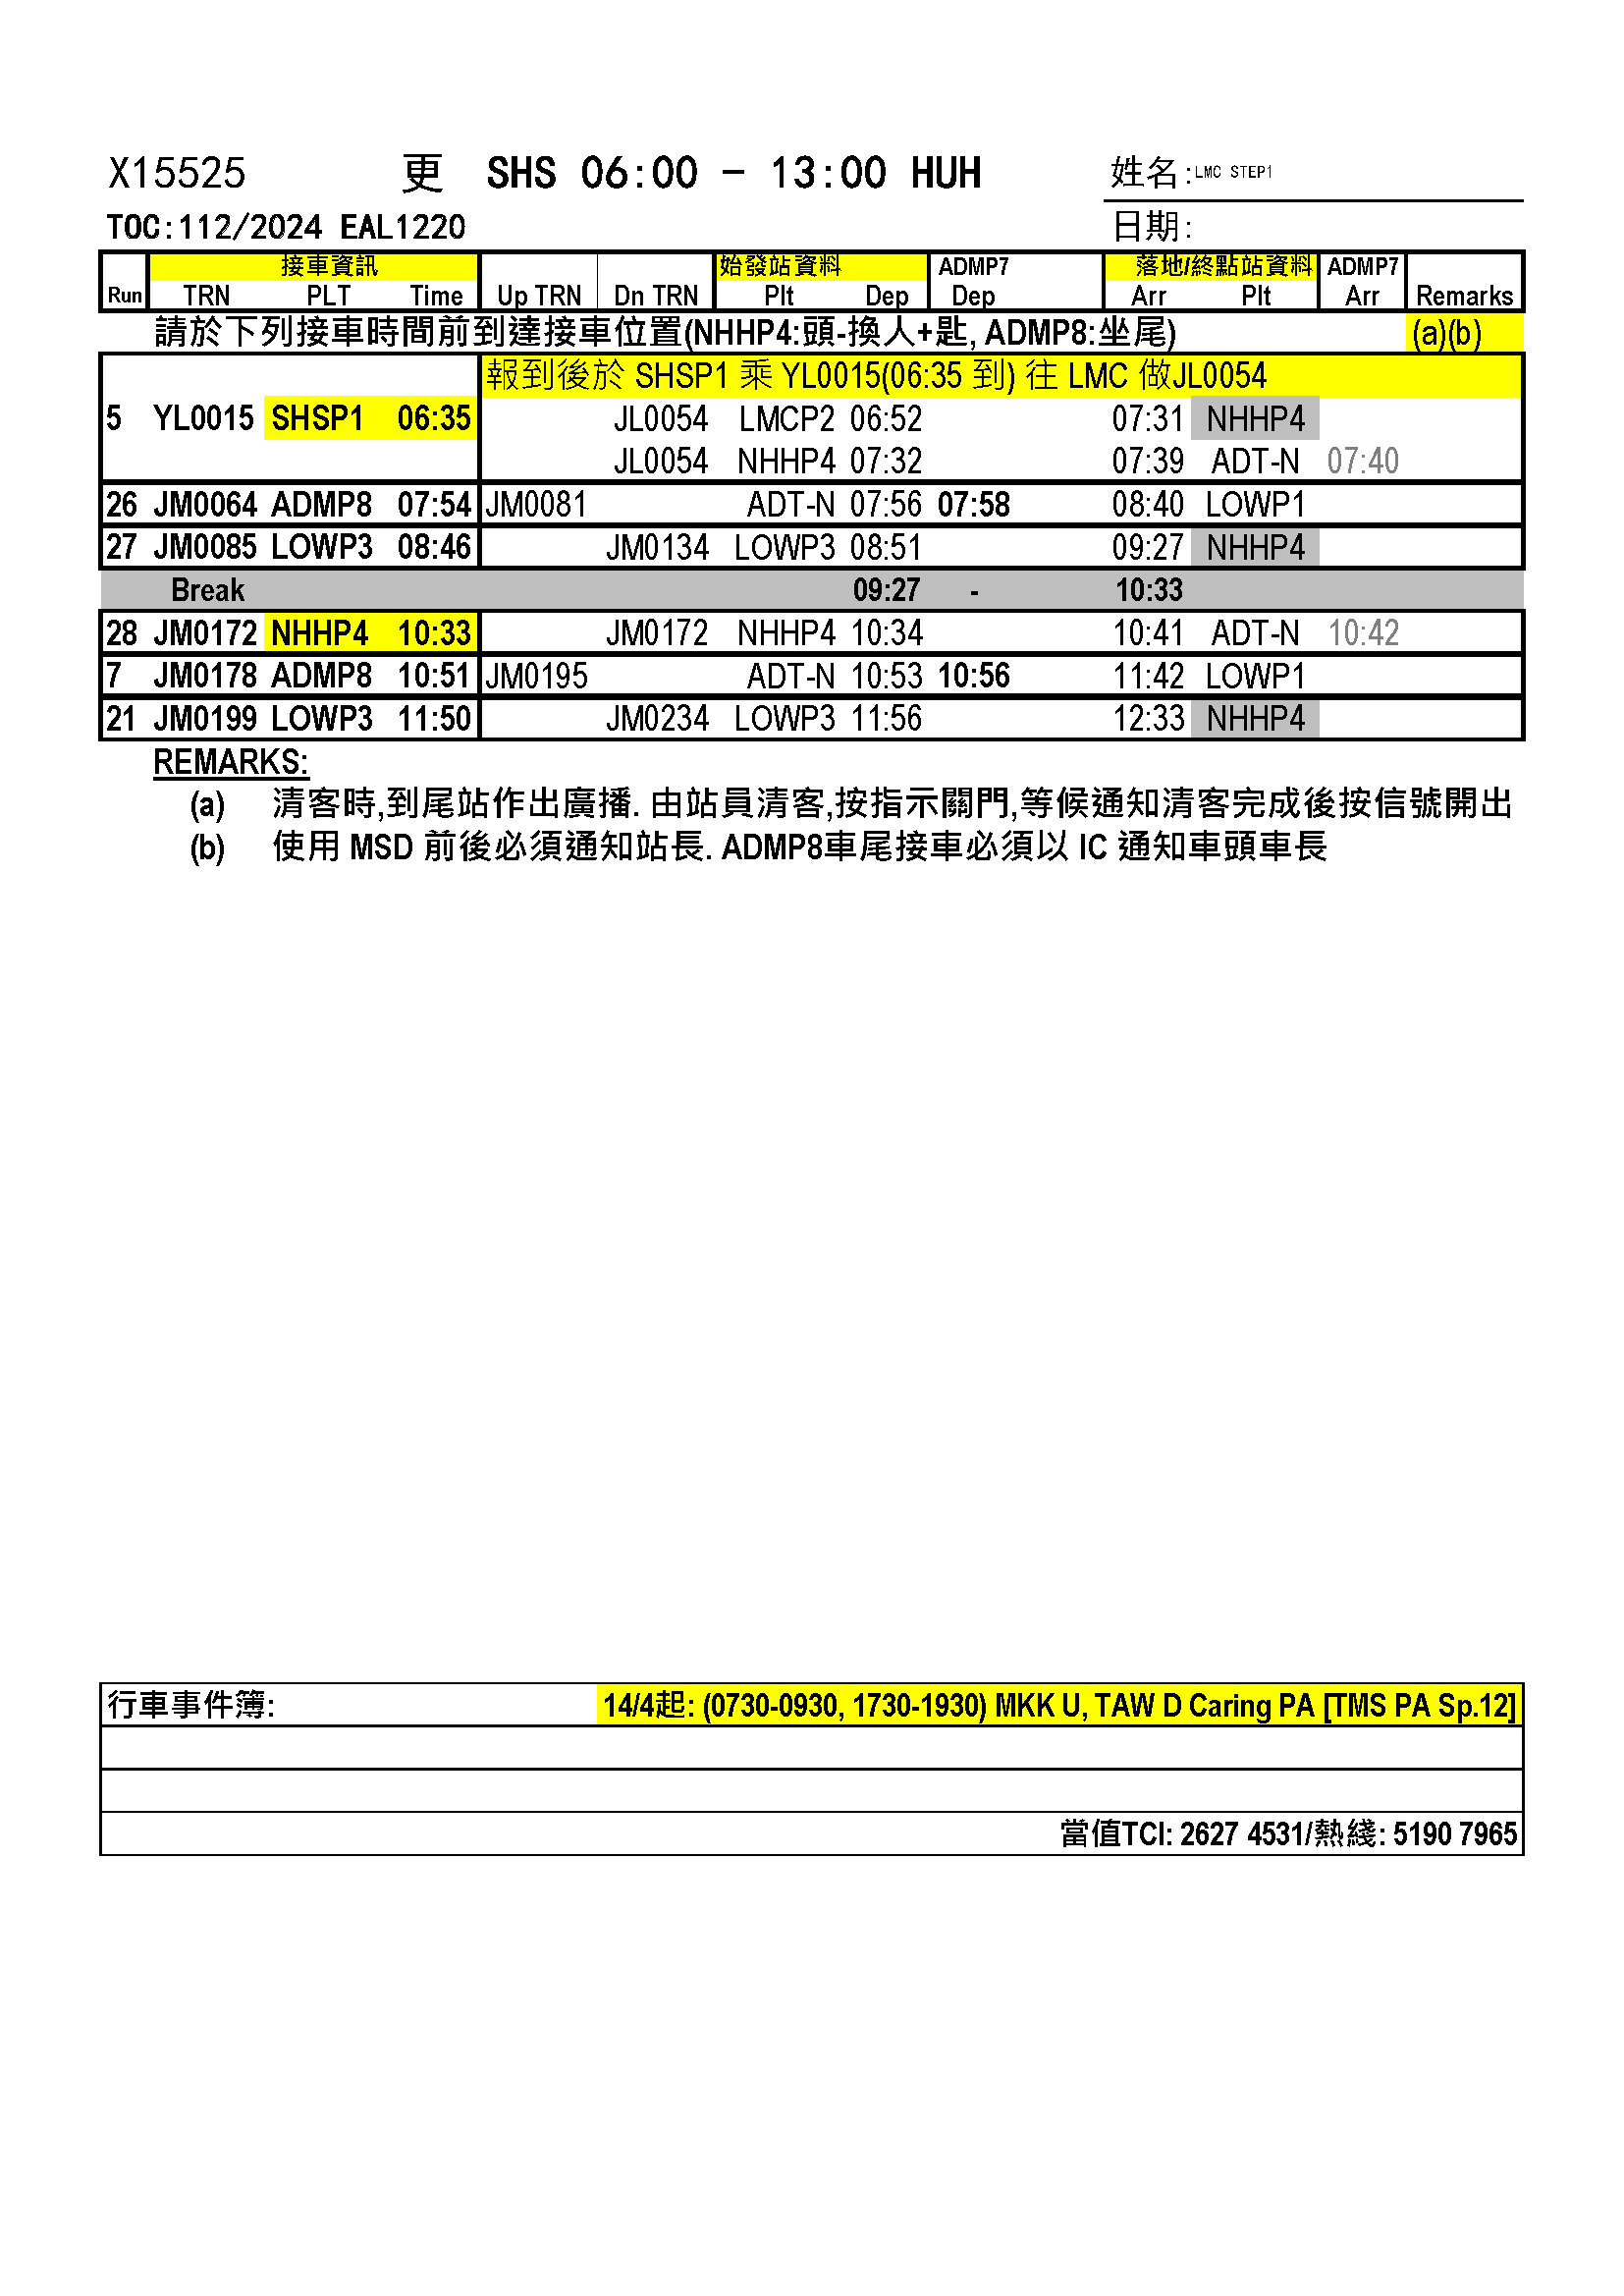 X15525 更 SHS 06:00 - 13:00 HUH 姓名:LMC STEP1
TOC:112/2024 EAL1220 日期:
接車資訊 始發站資料 ADMP7 落地/終點站資料 ADMP7
Run TRN PLT Time Up TRN Dn TRN Plt Dep Dep Arr Plt Arr Remarks
請於下列接車時間前到達接車位置(NHHP4:頭-換人+匙, ADMP8:坐尾) (a)(b)
報到後於 SHSP1 乘 YL0015(06:35 到) 往 LMC 做JL0054
5 YL0015 SHSP1 06:35 JL0054 LMCP2 06:52 07:31 NHHP4
JL0054 NHHP4 07:32 07:39 ADT-N 07:40
26 JM0064 ADMP8 07:54 JM0081 ADT-N 07:56 07:58 08:40 LOWP1
27 JM0085 LOWP3 08:46 JM0134 LOWP3 08:51 09:27 NHHP4
Break 09:27 - 10:33
28 JM0172 NHHP4 10:33 JM0172 NHHP4 10:34 10:41 ADT-N 10:42
7 JM0178 ADMP8 10:51 JM0195 ADT-N 10:53 10:56 11:42 LOWP1
21 JM0199 LOWP3 11:50 JM0234 LOWP3 11:56 12:33 NHHP4
REMARKS:
(a) 清客時,到尾站作出廣播. 由站員清客,按指示關門,等候通知清客完成後按信號開出
(b) 使用 MSD 前後必須通知站長. ADMP8車尾接車必須以 IC 通知車頭車長
行車事件簿: 14/4起: (0730-0930, 1730-1930) MKK U, TAW D Caring PA [TMS PA Sp.12]
當值TCI: 2627 4531/熱綫: 5190 7965